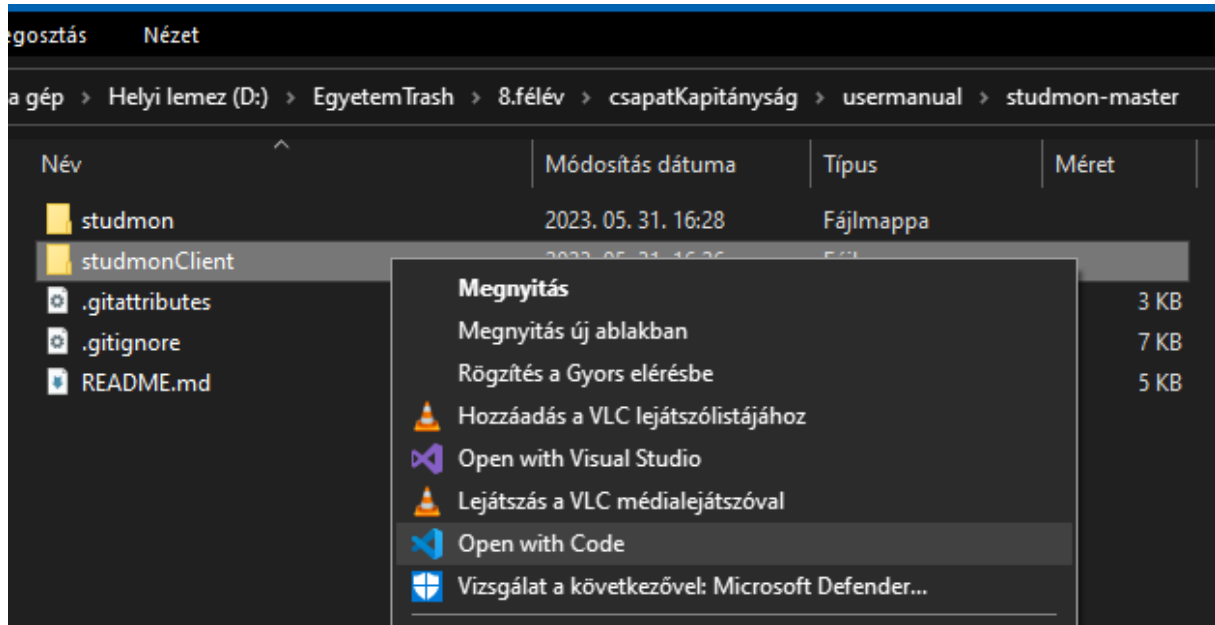 Nézet
a gép > Helyi lemez (D:) > EgyetemTrash > 8.félév > csapatKapitányság > usermanual > studmon-master
Név Módosítás dátuma Típus Méret
studmon 2023. 05. 31. 16:28 Fájlmappa
studmonClient
Megnyitás
.gitattributes 3 KB
Megnyitás új ablakban
.gitignore 7 KB
Rögzítés a Gyors elérésbe
README.md 5 KB
Hozzáadás a VLC lejátszólistájához
Open with Visual Studio
Lejátszás a VLC médialejátszóval
Open with Code
Vizsgálat a következővel: Microsoft Defender...